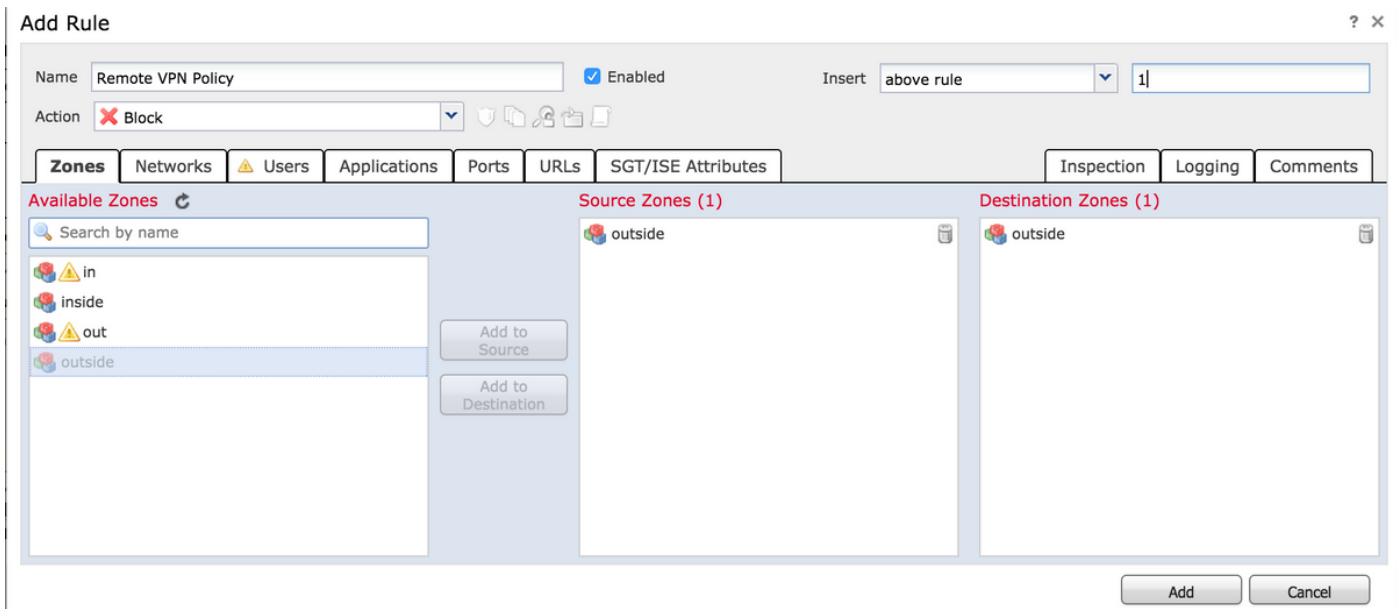 Add Rule ? ×
Name Remote VPN Policy Enabled Insert above rule 1
Action Block
Zones Networks Users Applications Ports URLs SGT/ISE Attributes Inspection Logging Comments
Available Zones Source Zones (1) Destination Zones (1)
Search by name outside outside
in
inside
out
outside
Add to
Source
Add to
Destination
Add Cancel